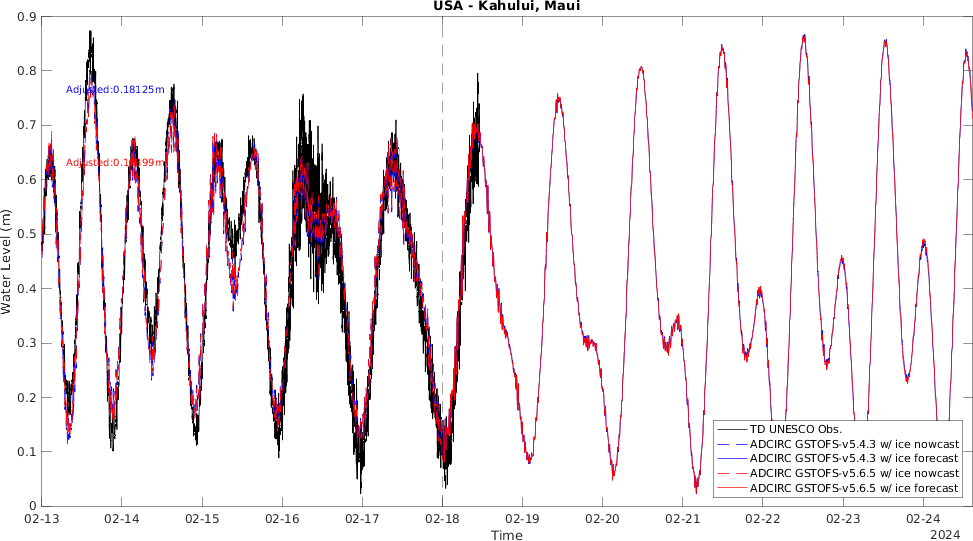 USA - Kahului, Maui
0.9
0.8
0.7
0.6
0.5
0.4
0.3
0.2
0.1
0
Water Level (m)
Adjusted:0.18125m
TD UNESCO Obs.
ADCIRC GSTOFS-v5.4.3 w/ ice nowcast
ADCIRC GSTOFS-v5.4.3 w/ ice forecast
ADCIRC GSTOFS-v5.6.5 w/ ice nowcast
ADCIRC GSTOFS-v5.6.5 w/ ice forecast
02-13 02-14 02-15 02-16 02-17 02-18 02-19 02-20 02-21 02-22 02-23 02-24
Time
2024